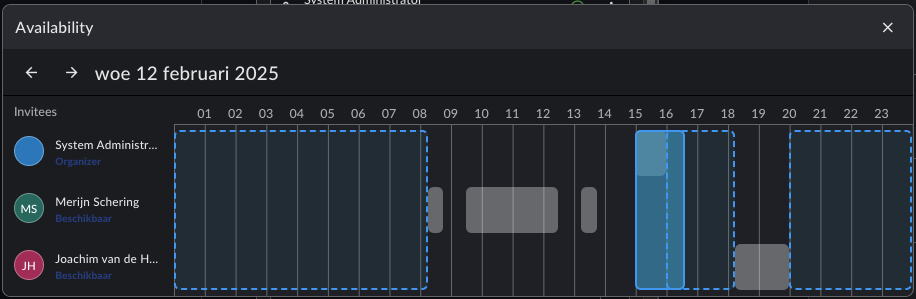 System Administrator
Availability
woe 12 februari 2025
Invitees
01 02 03 04 05 06 07 08 09 10 11 12 13 14 15 16 17 18 19 20 21 22 23
System Administr...
Organizer
MS
Merijn Schering
Beschikbaar
JH
Joachim van de H...
Beschikbaar